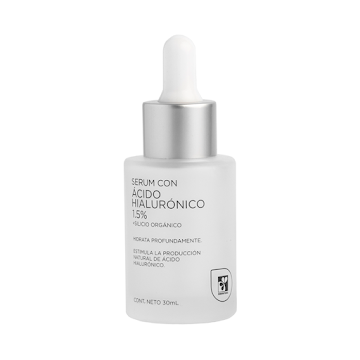 SERUM CON
ÁCIDO
HIALURÓNICO
1.5%
+SILICIO ORGÁNICO
HIDRATA PROFUNDAMENTE.
ESTIMULA LA PRODUCCION
NATURAL DE ÁCIDO
HIALURÓNICO.
CONT. NETO 30mL